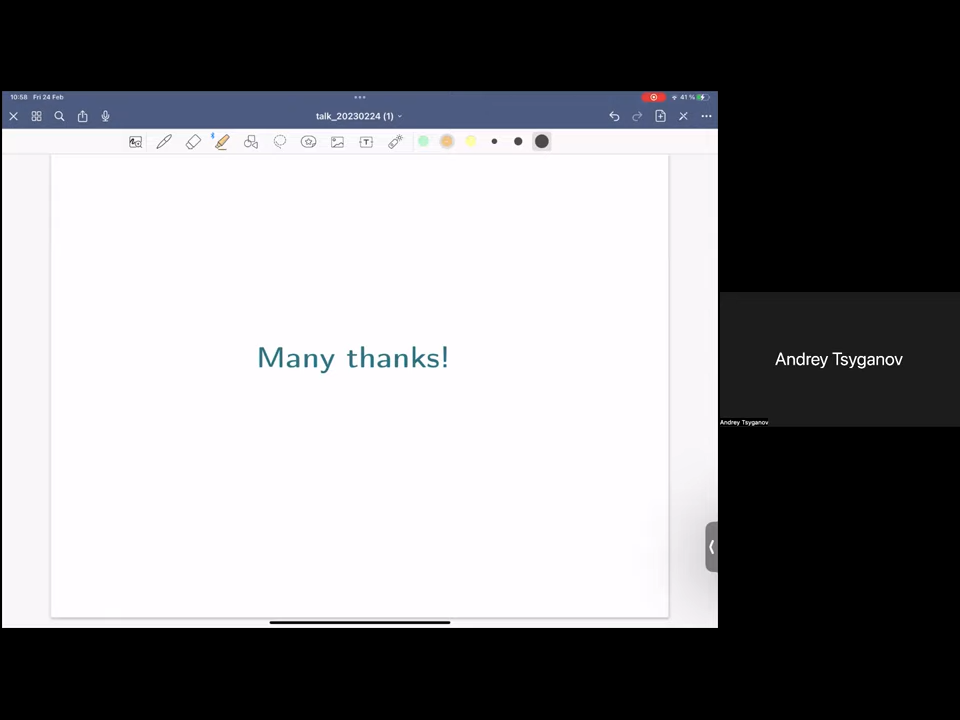 10:58 Fri 24 Feb
41 %
talk_20230224 (1)
T
Many thanks!
Andrey Tsyganov
Andrey Tsyganov